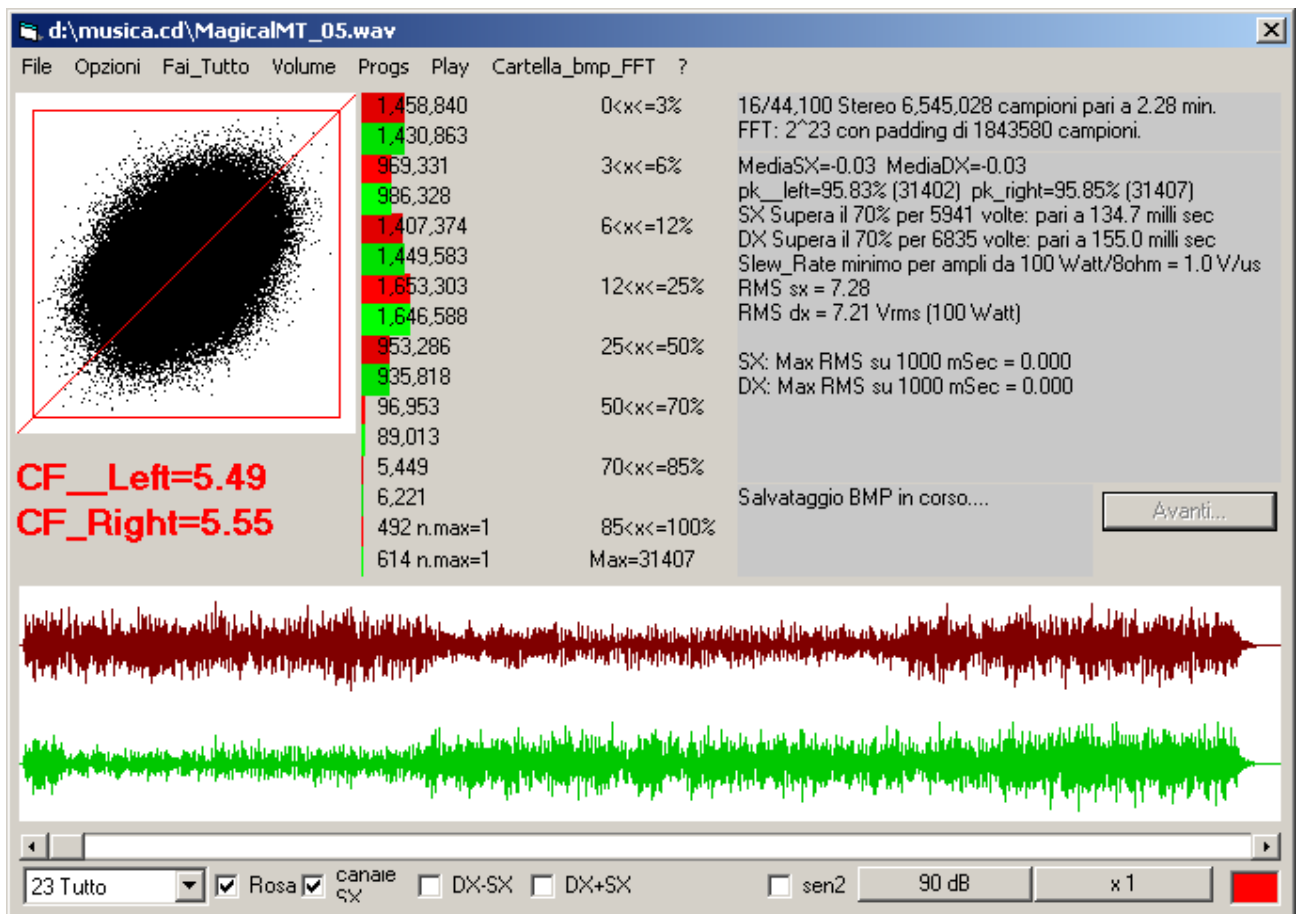 d:\musica.cd\MagicalMT_05.wav
File Opzioni Fai_Tutto Volume Progs Play Cartella_bmp_FFT ?
1,458,840 0<x<=3%
1,430,863
969,331 3<x<=6%
986,328
1,407,374 6<x<=12%
1,449,583
1,653,303 12<x<=25%
1,646,588
953,286 25<x<=50%
935,818
96,953 50<x<=70%
89,013
5,449 70<x<=85%
6,221
492 n.max=1 85<x<=100%
614 n.max=1 Max=31407
16/44,100 Stereo 6,545,028 campioni pari a 2.28 min.
FFT: 2^23 con padding di 1843580 campioni.
MediaSX=-0.03 MediaDX=-0.03
pk__left=95.83% (31402) pk_right=95.85% (31407)
SX Supera il 70% per 5941 volte: pari a 134.7 milli sec
DX Supera il 70% per 6835 volte: pari a 155.0 milli sec
Slew_Rate minimo per ampli da 100 Watt/8ohm = 1.0 V/us
RMS sx = 7.28
RMS dx = 7.21 Vrms (100 Watt)
SX: Max RMS su 1000 mSec = 0.000
DX: Max RMS su 1000 mSec = 0.000
CF__Left=5.49
CF_Right=5.55
Salvataggio BMP in corso....
Avanti...
23 Tutto Rosa canale SX DX-SX DX+SX sen2 90 dB x 1